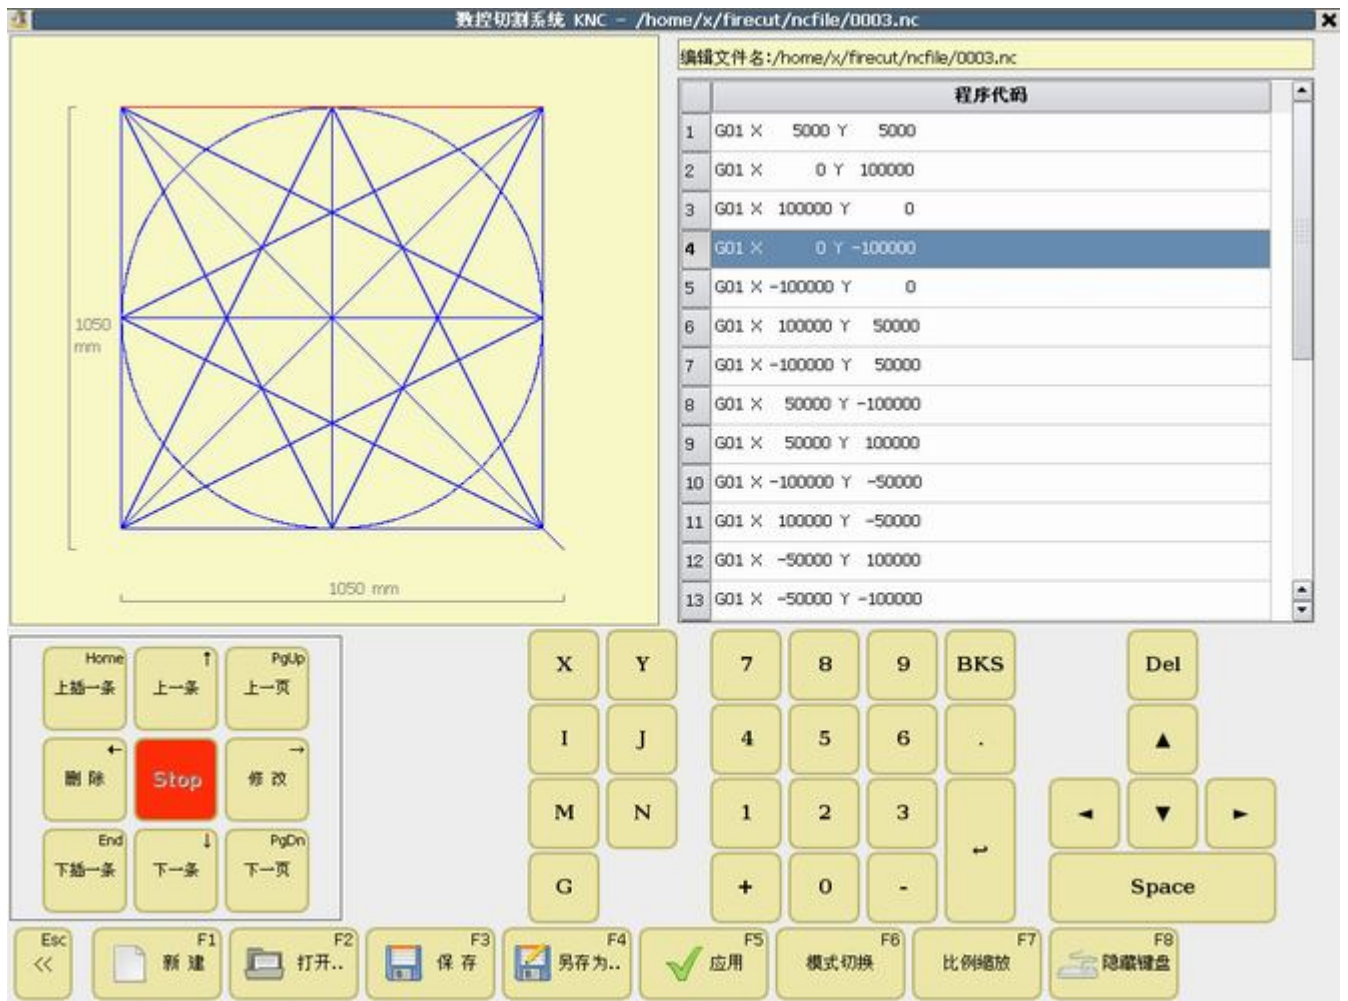 数控切割系统 KNC - /home/x/firecut/ncfile/0003.nc
编辑文件名:/home/x/firecut/ncfile/0003.nc
程序代码
1 G01 X 5000 Y 5000
2 G01 X 0 Y 100000
3 G01 X 100000 Y 0
4 G01 X 0 Y -100000
5 G01 X -100000 Y 0
6 G01 X 100000 Y 50000
7 G01 X -100000 Y 50000
8 G01 X 50000 Y -100000
9 G01 X 50000 Y 100000
10 G01 X -100000 Y -50000
11 G01 X 100000 Y -50000
12 G01 X -50000 Y 100000
13 G01 X -50000 Y -100000
1050
mm
1050 mm
Home ↑ PgUp
上插一条 上一条 上一页
← →
删 除 Stop 修 改
End ↓ PgDn
下插一条 下一条 下一页
X Y 7 8 9 BKS Del
I J 4 5 6 . ▲
M N 1 2 3 ↵ ◄ ▼ ►
G + 0 - Space
Esc F1 F2 F3 F4 F5 F6 F7 F8
<< 新 建 打开.. 保 存 另存为.. 应用 模式切换 比例缩放 隐藏键盘